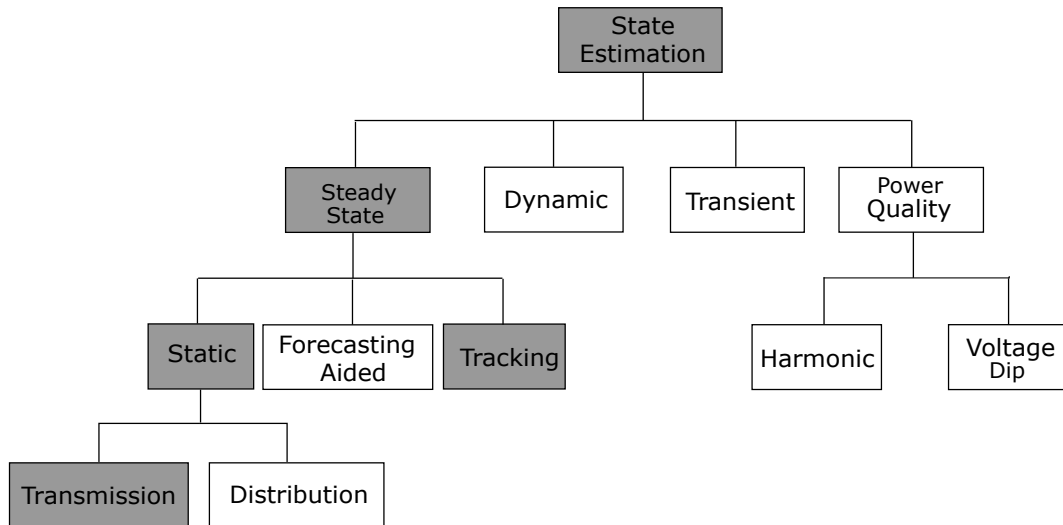 State
Estimation
Steady
State
Dynamic
Transient
Power
Quality
Static
Forecasting
Aided
Tracking
Harmonic
Voltage
Dip
Transmission
Distribution